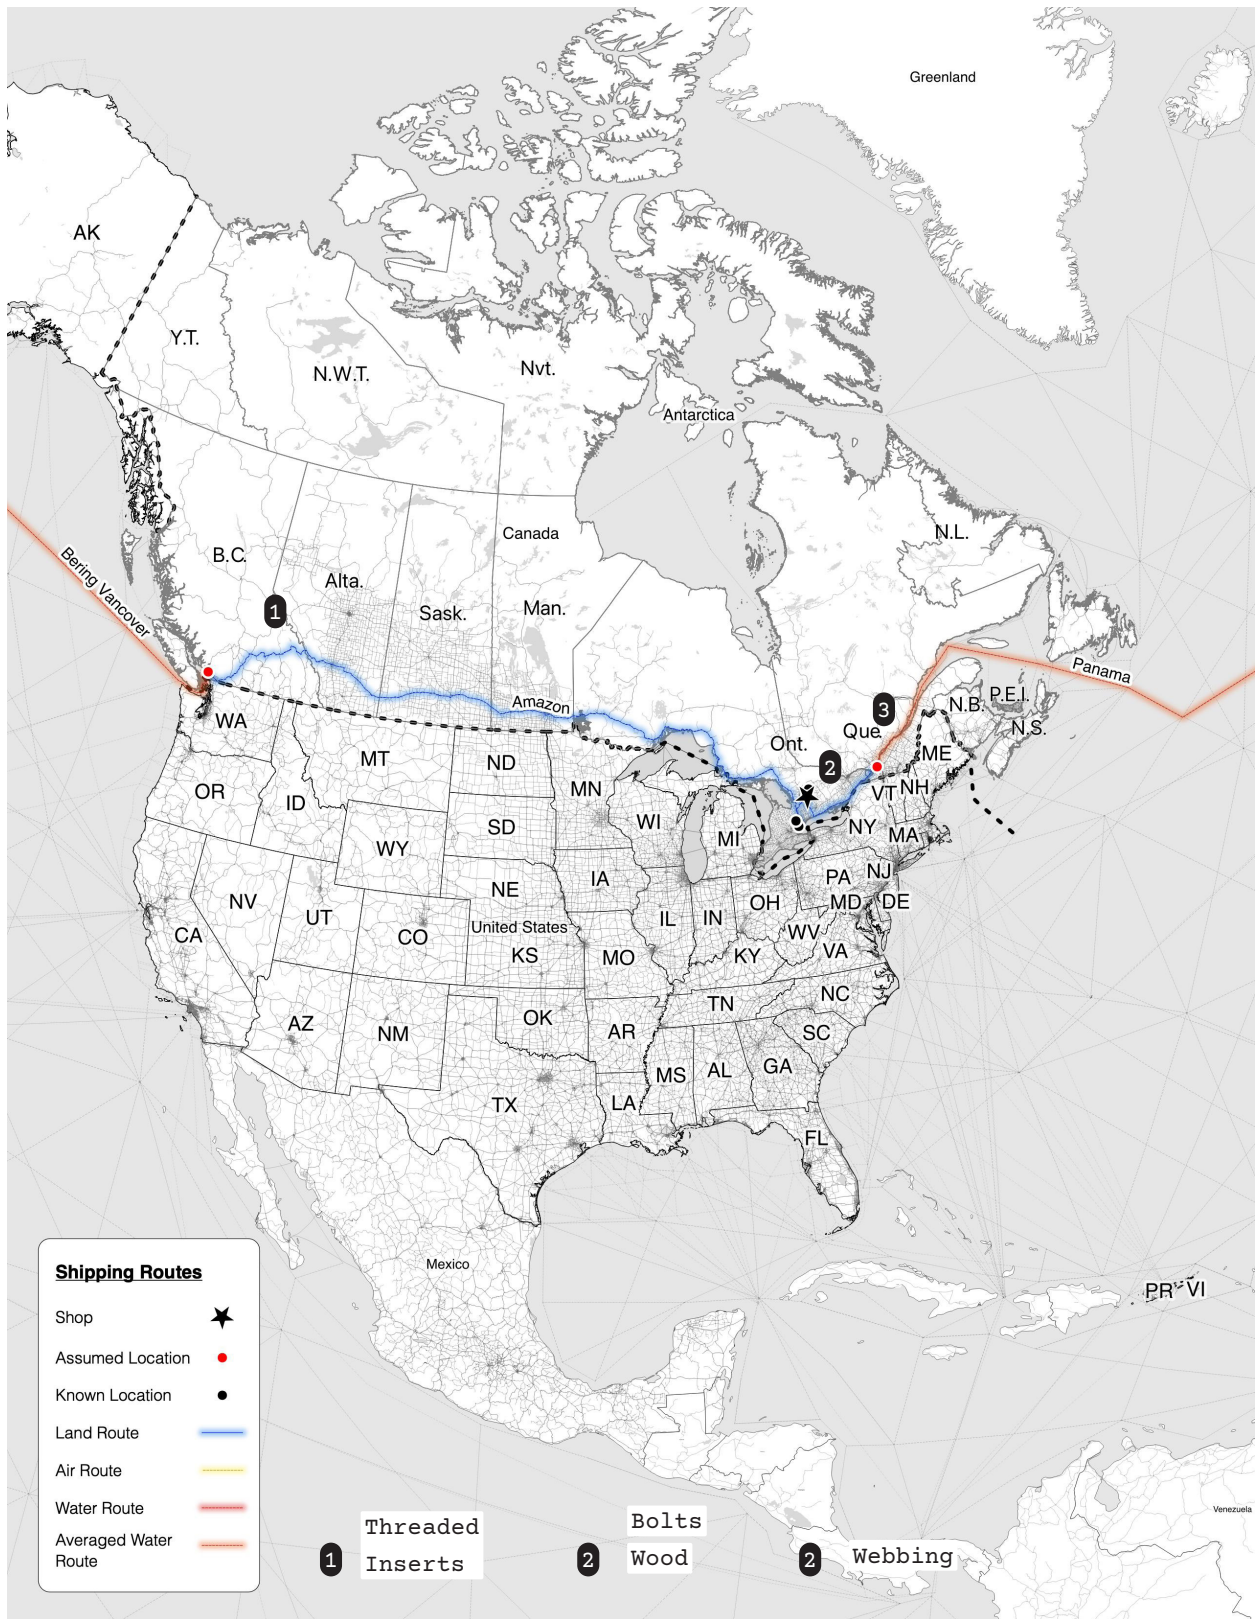 Greenland
AK
Y.T.
N.W.T.
Nvt.
Antarctica
Canada
N.L.
B.C.
Alta.
Sask.
Man.
Bering Vancover
1
Amazon
Panama
3
Que.
Ont.
2
P.E.I.
N.B.
N.S.
WA
MT
ND
MN
ME
OR
ID
SD
WI
MI
VT
NH
NY
MA
WY
IA
NE
PA
NJ
NV
UT
CO
IL
IN
OH
MD
DE
WV
CA
United States
KS
MO
KY
VA
TN
NC
AZ
NM
OK
AR
SC
MS
AL
GA
TX
LA
FL
Mexico
PR
VI
Venezuela
Shipping Routes
Shop
Assumed Location
Known Location
Land Route
Air Route
Water Route
Averaged Water
Route
1
Threaded
Inserts
2
Bolts
Wood
2
Webbing